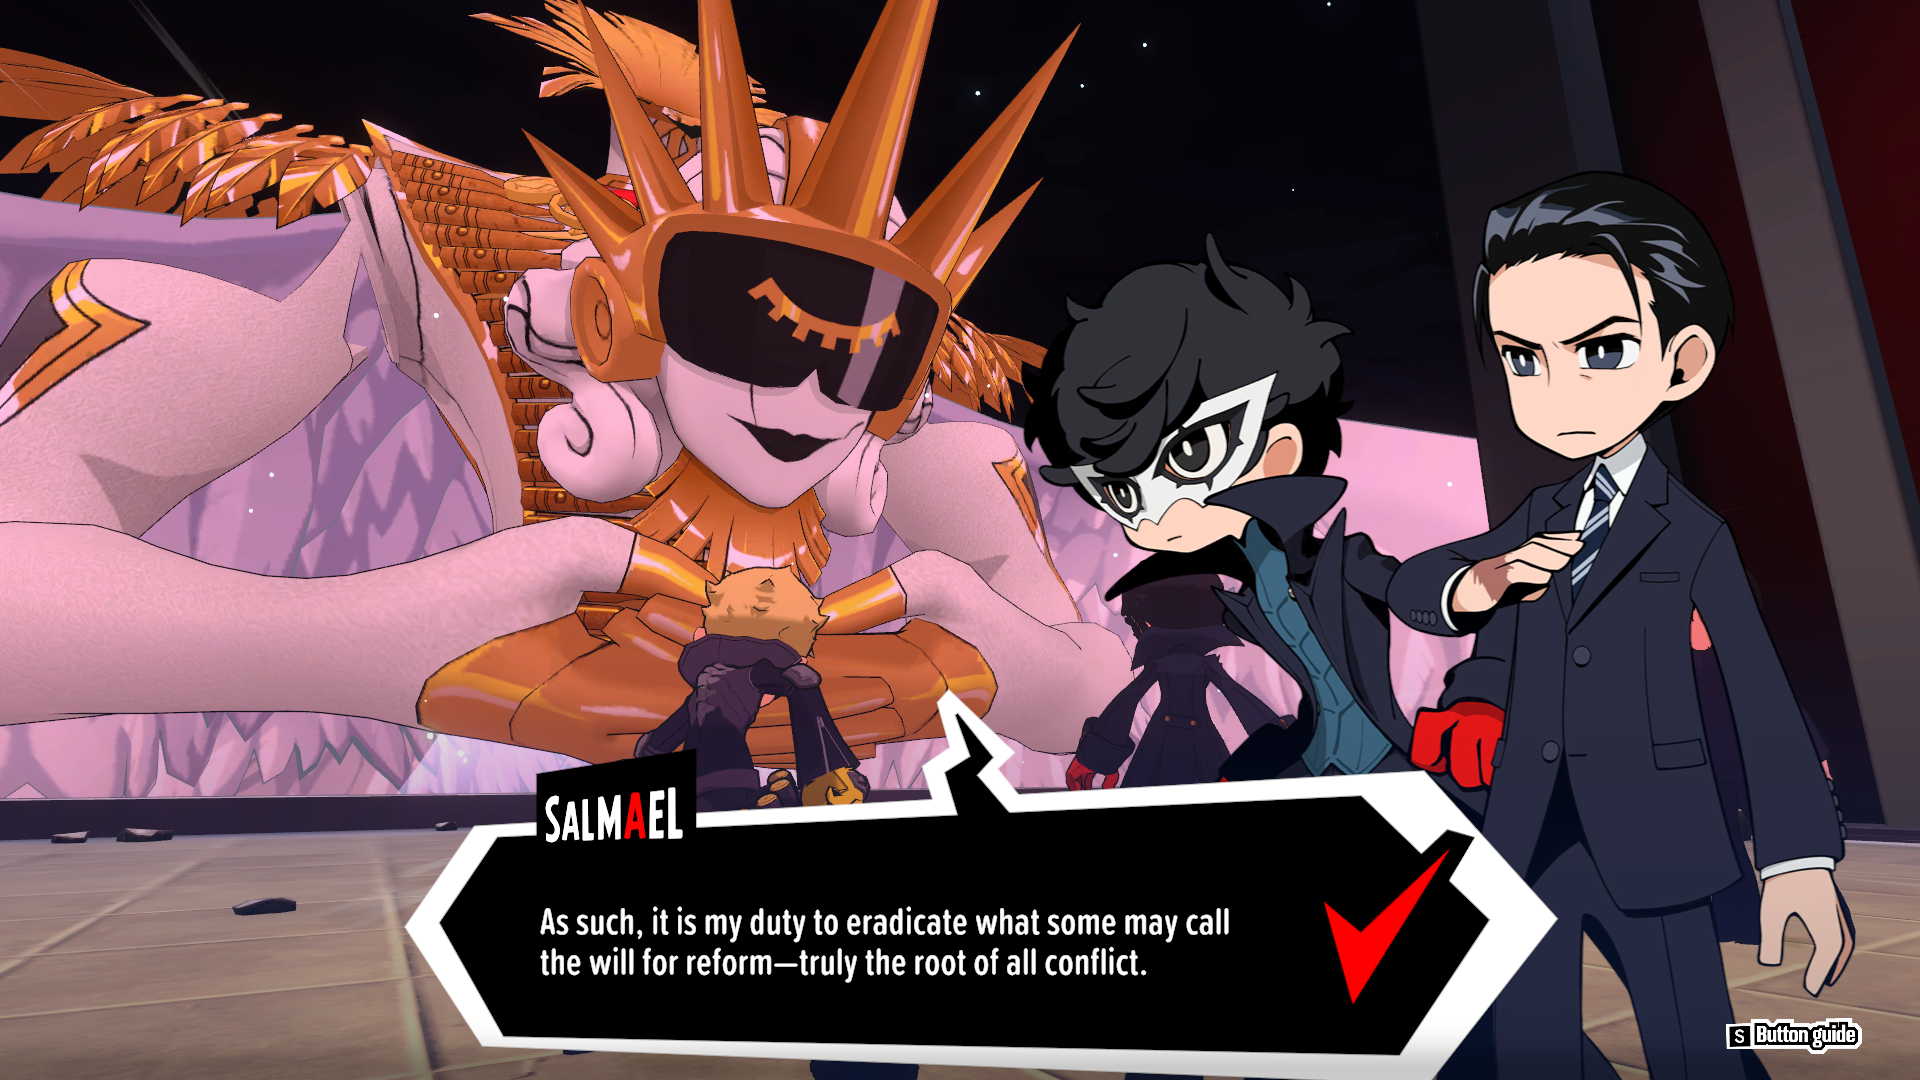 SALMAEL
As such, it is my duty to eradicate what some may call
the will for reform—truly the root of all conflict.
S Button guide